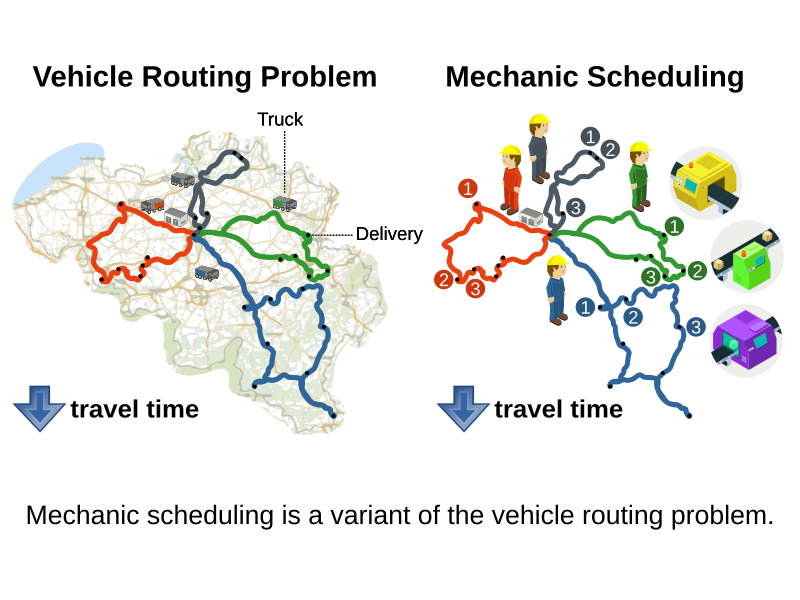 Vehicle Routing Problem
Mechanic Scheduling
Truck
Delivery
1
2
3
1
2
3
1
2
3
1
2
3
travel time
travel time
Mechanic scheduling is a variant of the vehicle routing problem.